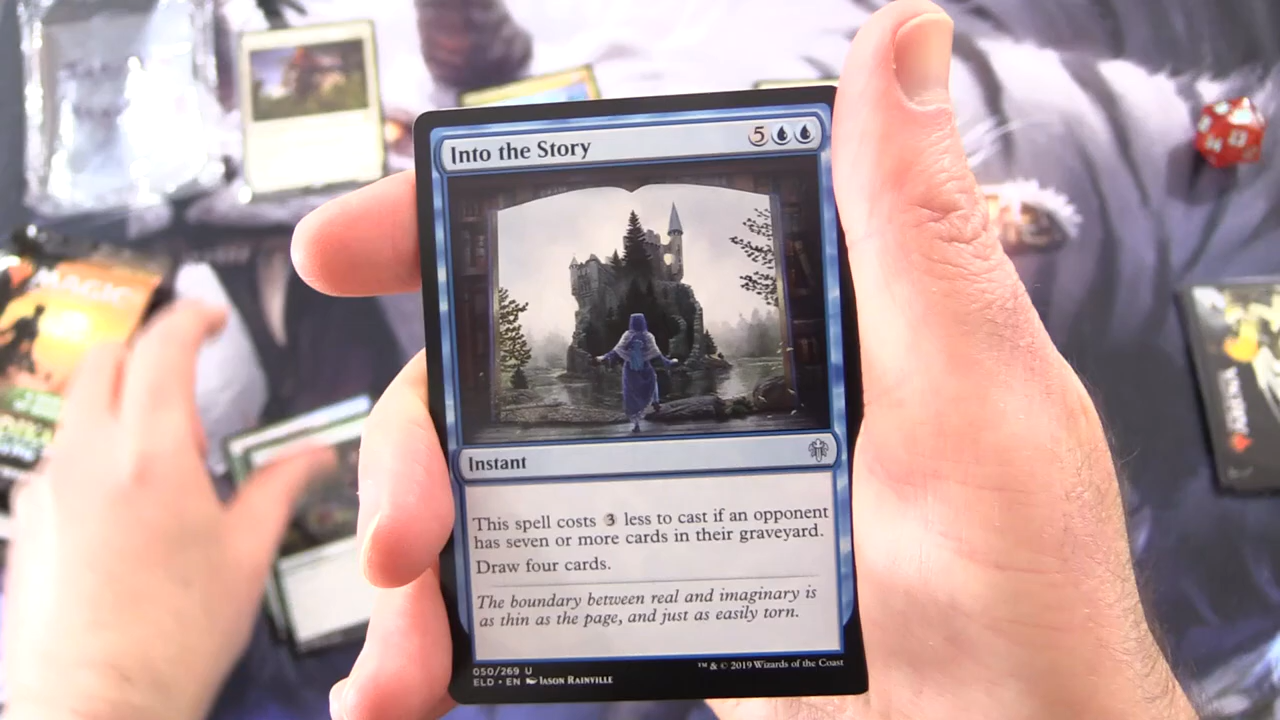 MAGIC
Into the Story
5
Instant
This spell costs 3 less to cast if an opponent
has seven or more cards in their graveyard.
Draw four cards.
The boundary between real and imaginary is
as thin as the page, and just as easily torn.
050/269 U
ELD • EN Jason Rainville
™ & © 2019 Wizards of the Coast